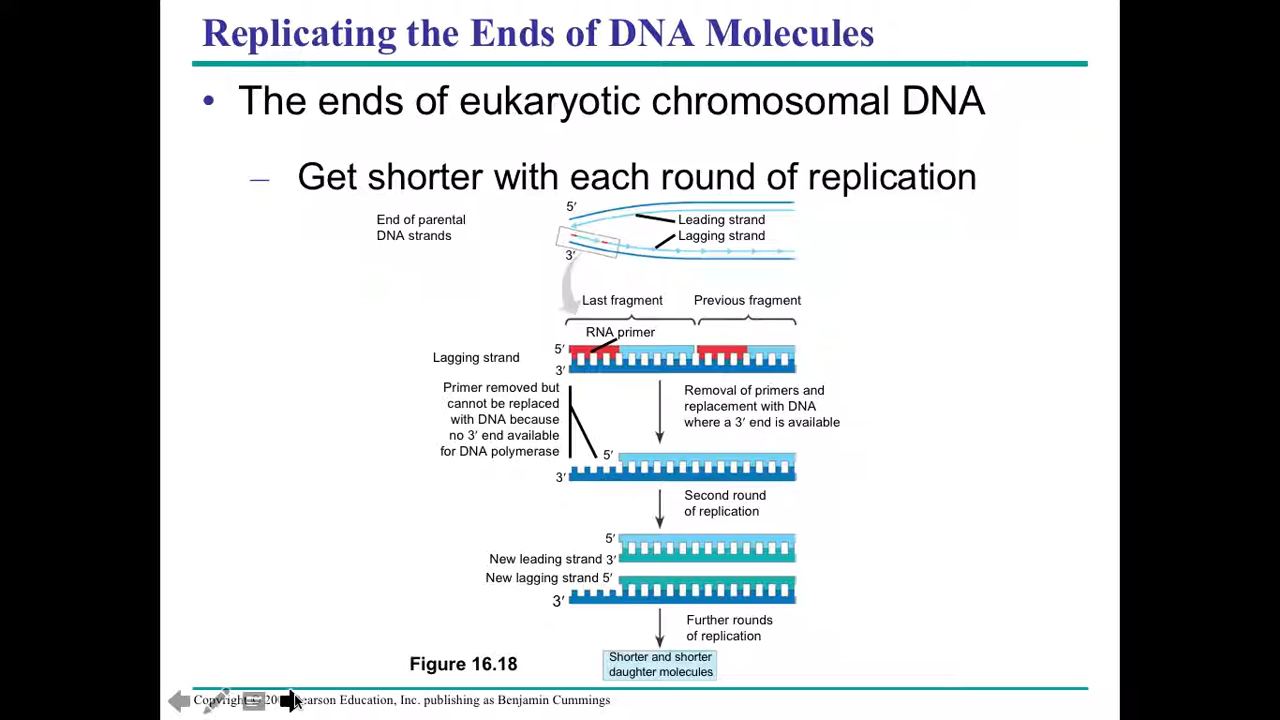 Replicating the Ends of DNA Molecules
• The ends of eukaryotic chromosomal DNA
– Get shorter with each round of replication
End of parental
DNA strands
5′
3′
Leading strand
Lagging strand
Last fragment
Previous fragment
RNA primer
Lagging strand
5′
3′
Primer removed but
cannot be replaced
with DNA because
no 3′ end available
for DNA polymerase
Removal of primers and
replacement with DNA
where a 3′ end is available
5′
3′
Second round
of replication
5′
New leading strand 3′
New lagging strand 5′
3′
Further rounds
of replication
Figure 16.18
Shorter and shorter
daughter molecules
Copyright © Pearson Education, Inc. publishing as Benjamin Cummings